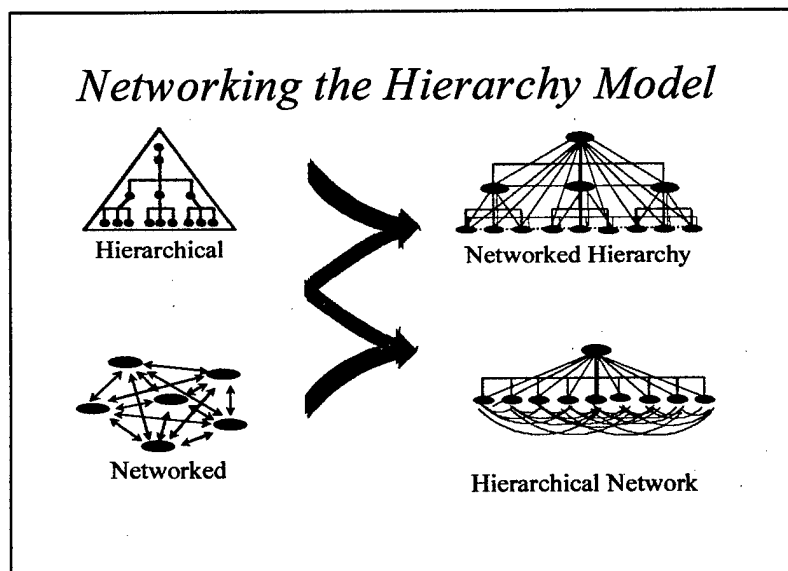 Networking the Hierarchy Model
Hierarchical
Networked Hierarchy
Networked
Hierarchical Network